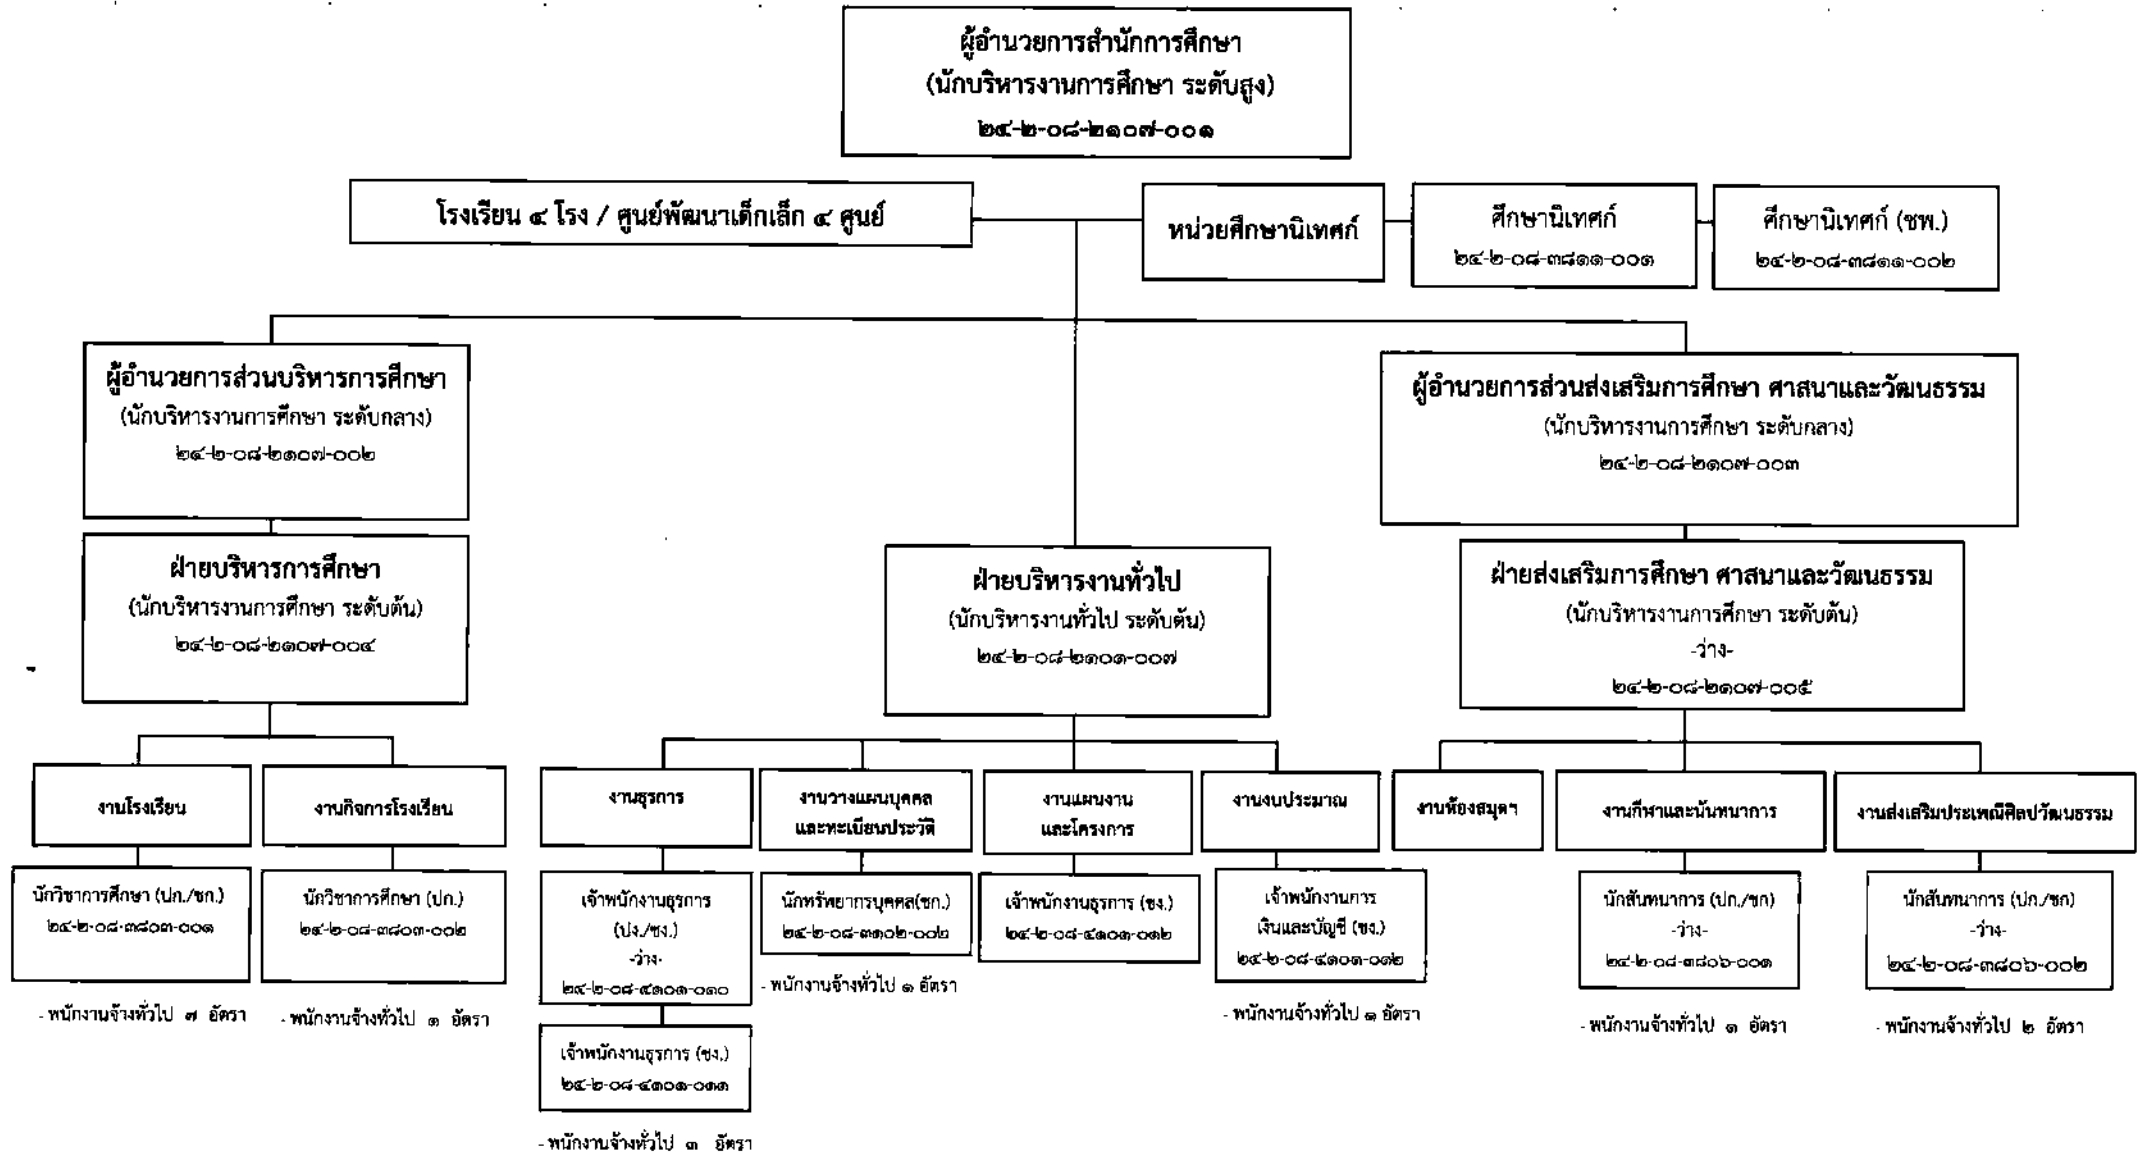 ผู้อำนวยการสำนักการศึกษา
(นักบริหารงานการศึกษา ระดับสูง)
๒๔-๒-๐๘-๒๑๐๗-๐๐๑
โรงเรียน ๔ โรง / ศูนย์พัฒนาเด็กเล็ก ๔ ศูนย์
หน่วยศึกษานิเทศก์
ศึกษานิเทศก์
๒๔-๒-๐๘-๓๘๑๑-๐๐๑
ศึกษานิเทศก์ (ชพ.)
๒๔-๒-๐๘-๓๘๑๑-๐๐๒
ผู้อำนวยการส่วนบริหารการศึกษา
(นักบริหารงานการศึกษา ระดับกลาง)
๒๔-๒-๐๘-๒๑๐๗-๐๐๒
ผู้อำนวยการส่วนส่งเสริมการศึกษา ศาสนาและวัฒนธรรม
(นักบริหารงานการศึกษา ระดับกลาง)
๒๔-๒-๐๘-๒๑๐๗-๐๐๓
ฝ่ายบริหารการศึกษา
(นักบริหารงานการศึกษา ระดับต้น)
๒๔-๒-๐๘-๒๑๐๗-๐๐๔
ฝ่ายบริหารงานทั่วไป
(นักบริหารงานทั่วไป ระดับต้น)
๒๔-๒-๐๘-๒๑๐๑-๐๐๗
ฝ่ายส่งเสริมการศึกษา ศาสนาและวัฒนธรรม
(นักบริหารงานการศึกษา ระดับต้น)
-ว่าง-
๒๔-๒-๐๘-๒๑๐๗-๐๐๕
งานโรงเรียน
งานกิจการโรงเรียน
งานธุรการ
งานวางแผนบุคคล
และทะเบียนประวัติ
งานแผนงาน
และโครงการ
งานงบประมาณ
งานห้องสมุดฯ
งานกีฬาและนันทนาการ
งานส่งเสริมประเพณีศิลปวัฒนธรรม
นักวิชาการศึกษา (ปก./ชก.)
๒๔-๒-๐๘-๓๘๐๓-๐๐๑
- พนักงานจ้างทั่วไป ๗ อัตรา
นักวิชาการศึกษา (ปก.)
๒๔-๒-๐๘-๓๘๐๓-๐๐๒
- พนักงานจ้างทั่วไป ๑ อัตรา
เจ้าพนักงานธุรการ
(ปง./ชง.)
-ว่าง-
๒๔-๒-๐๘-๔๑๐๑-๐๑๐
เจ้าพนักงานธุรการ (ชง.)
๒๔-๒-๐๘-๔๑๐๑-๐๑๑
- พนักงานจ้างทั่วไป ๓ อัตรา
นักทรัพยากรบุคคล(ชก.)
๒๔-๒-๐๘-๓๑๐๒-๐๐๒
- พนักงานจ้างทั่วไป ๑ อัตรา
เจ้าพนักงานธุรการ (ชง.)
๒๔-๒-๐๘-๔๑๐๑-๐๑๒
เจ้าพนักงานการ
เงินและบัญชี (ชง.)
๒๔-๒-๐๘-๔๑๐๑-๐๑๒
- พนักงานจ้างทั่วไป ๑ อัตรา
นักสันทนาการ (ปก./ชก)
-ว่าง-
๒๔-๒-๐๘-๓๘๐๖-๐๐๑
- พนักงานจ้างทั่วไป ๑ อัตรา
นักสันทนาการ (ปก./ชก)
-ว่าง-
๒๔-๒-๐๘-๓๘๐๖-๐๐๒
- พนักงานจ้างทั่วไป ๒ อัตรา